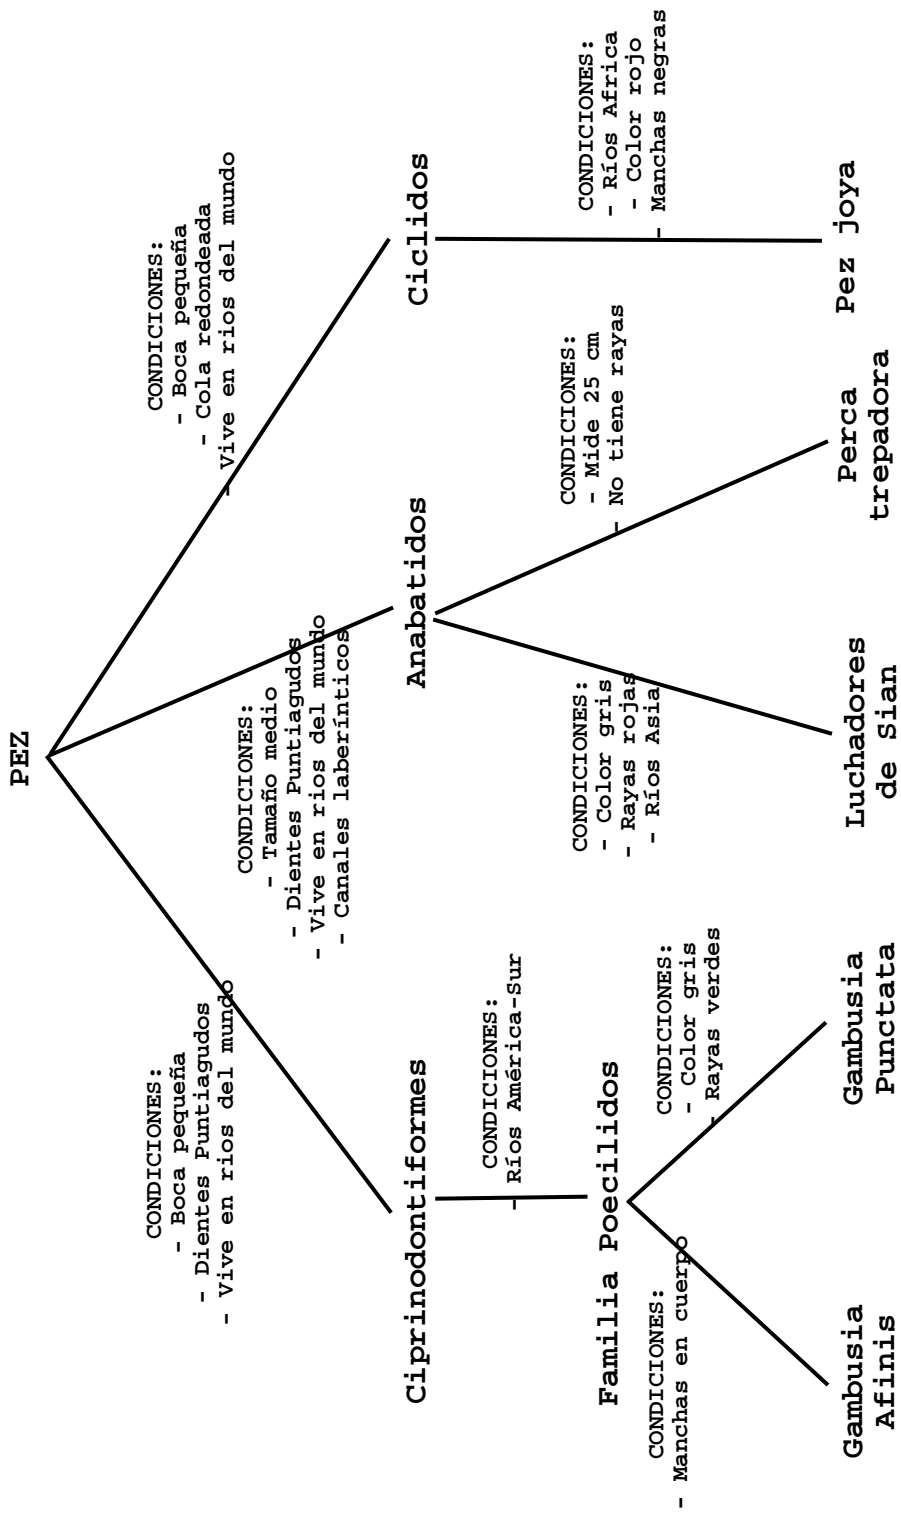 PEZ
CONDICIONES:
- Boca pequeña
- Dientes Puntiagudos
- Vive en rios del mundo
CONDICIONES:
- Tamaño medio
- Dientes Puntiagudos
- Vive en rios del mundo
- Canales laberínticos
CONDICIONES:
- Boca pequeña
- Cola redondeada
- Vive en rios del mundo
Ciprinodontiformes
Anabatidos
Ciclidos
CONDICIONES:
- Ríos América-Sur
CONDICIONES:
- Color gris
- Rayas rojas
- Ríos Asia
CONDICIONES:
- Mide 25 cm
- No tiene rayas
CONDICIONES:
- Ríos Africa
- Color rojo
- Manchas negras
Familia Poecilidos
CONDICIONES:
- Manchas en cuerpo
CONDICIONES:
- Color gris
- Rayas verdes
Gambusia
Afinis
Gambusia
Punctata
Luchadores
de Sian
Perca
trepadora
Pez joya